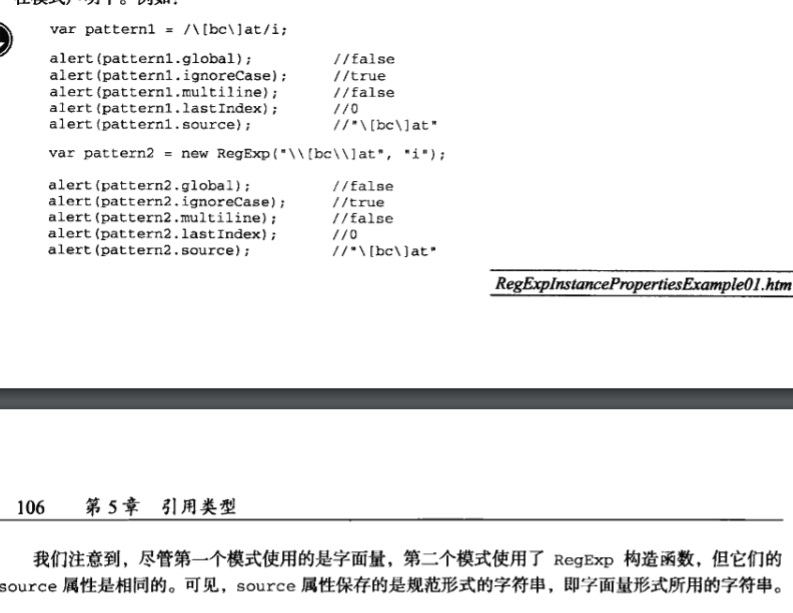 var pattern1 = /\[bc\]at/i;
alert(pattern1.global); //false
alert(pattern1.ignoreCase); //true
alert(pattern1.multiline); //false
alert(pattern1.lastIndex); //0
alert(pattern1.source); //"\[bc\]at"
var pattern2 = new RegExp("\\[bc\\]at", "i");
alert(pattern2.global); //false
alert(pattern2.ignoreCase); //true
alert(pattern2.multiline); //false
alert(pattern2.lastIndex); //0
alert(pattern2.source); //"\[bc\]at"
RegExpInstancePropertiesExample01.htm
106 第 5 章 引用类型
我们注意到，尽管第一个模式使用的是字面量，第二个模式使用了 RegExp 构造函数，但它们的
source 属性是相同的。可见，source 属性保存的是规范形式的字符串，即字面量形式所用的字符串。